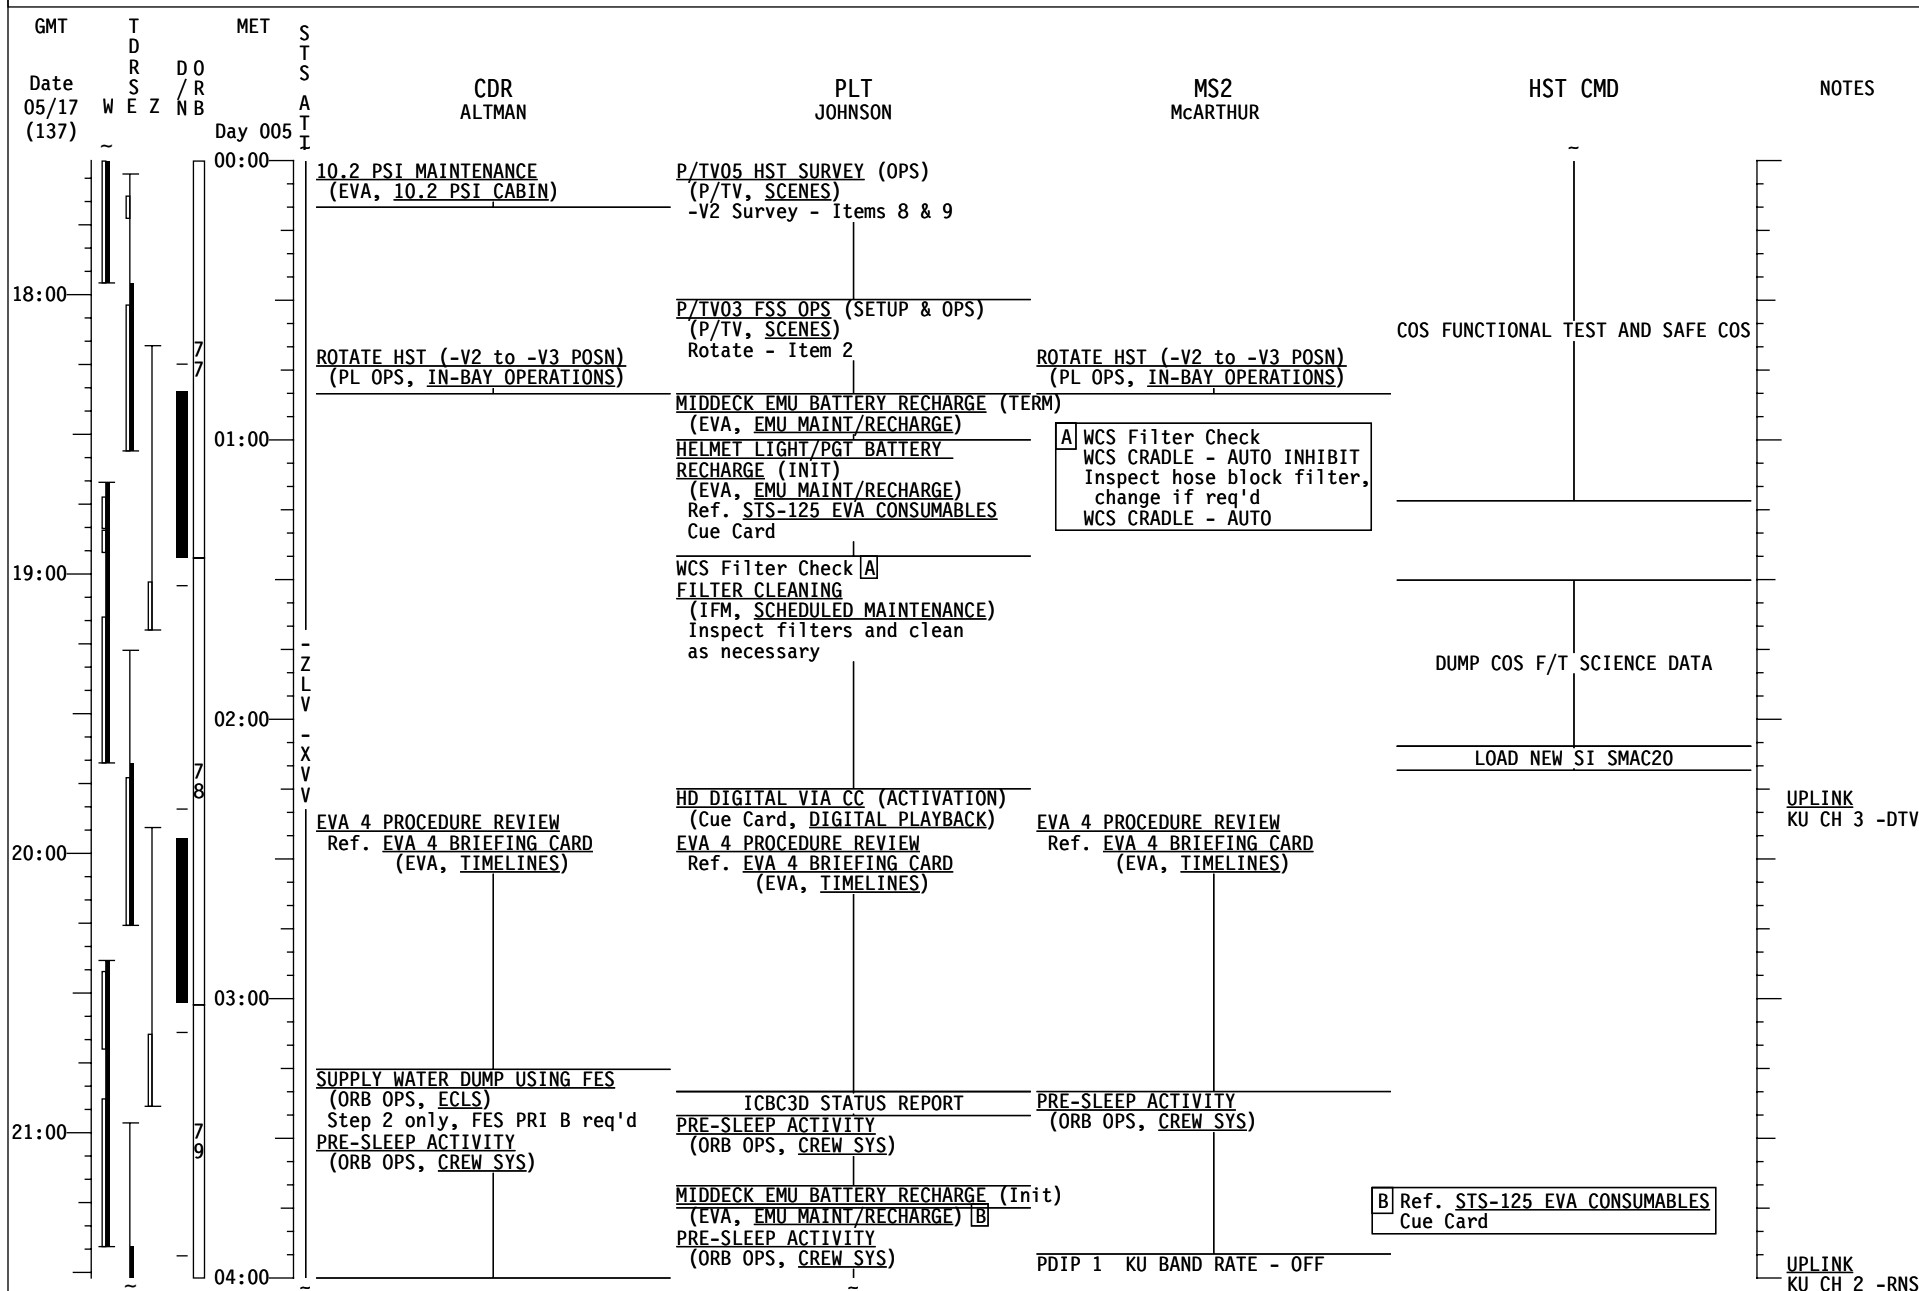 GMT
TDRS
MET
STS ATT
Date
05/17
(137)
W E Z
D/N
ORB
Day 005
CDR
ALTMAN
PLT
JOHNSON
MS2
McARTHUR
HST CMD
NOTES
18:00
19:00
20:00
21:00
77
78
79
00:00
01:00
02:00
03:00
04:00
-ZLV -XVV
10.2 PSI MAINTENANCE
(EVA, 10.2 PSI CABIN)
ROTATE HST (-V2 to -V3 POSN)
(PL OPS, IN-BAY OPERATIONS)
EVA 4 PROCEDURE REVIEW
Ref. EVA 4 BRIEFING CARD
(EVA, TIMELINES)
SUPPLY WATER DUMP USING FES
(ORB OPS, ECLS)
Step 2 only, FES PRI B req'd
PRE-SLEEP ACTIVITY
(ORB OPS, CREW SYS)
P/TV05 HST SURVEY (OPS)
(P/TV, SCENES)
-V2 Survey - Items 8 & 9
P/TV03 FSS OPS (SETUP & OPS)
(P/TV, SCENES)
Rotate - Item 2
MIDDECK EMU BATTERY RECHARGE (TERM)
(EVA, EMU MAINT/RECHARGE)
HELMET LIGHT/PGT BATTERY
RECHARGE (INIT)
(EVA, EMU MAINT/RECHARGE)
Ref. STS-125 EVA CONSUMABLES
Cue Card
WCS Filter Check A
FILTER CLEANING
(IFM, SCHEDULED MAINTENANCE)
Inspect filters and clean
as necessary
HD DIGITAL VIA CC (ACTIVATION)
(Cue Card, DIGITAL PLAYBACK)
EVA 4 PROCEDURE REVIEW
Ref. EVA 4 BRIEFING CARD
(EVA, TIMELINES)
ICBC3D STATUS REPORT
PRE-SLEEP ACTIVITY
(ORB OPS, CREW SYS)
MIDDECK EMU BATTERY RECHARGE (Init)
(EVA, EMU MAINT/RECHARGE) B
PRE-SLEEP ACTIVITY
(ORB OPS, CREW SYS)
ROTATE HST (-V2 to -V3 POSN)
(PL OPS, IN-BAY OPERATIONS)
A WCS Filter Check
WCS CRADLE - AUTO INHIBIT
Inspect hose block filter,
change if req'd
WCS CRADLE - AUTO
EVA 4 PROCEDURE REVIEW
Ref. EVA 4 BRIEFING CARD
(EVA, TIMELINES)
PRE-SLEEP ACTIVITY
(ORB OPS, CREW SYS)
PDIP 1 KU BAND RATE - OFF
COS FUNCTIONAL TEST AND SAFE COS
DUMP COS F/T SCIENCE DATA
LOAD NEW SI SMAC20
B Ref. STS-125 EVA CONSUMABLES
Cue Card
UPLINK
KU CH 3 -DTV
UPLINK
KU CH 2 -RNS